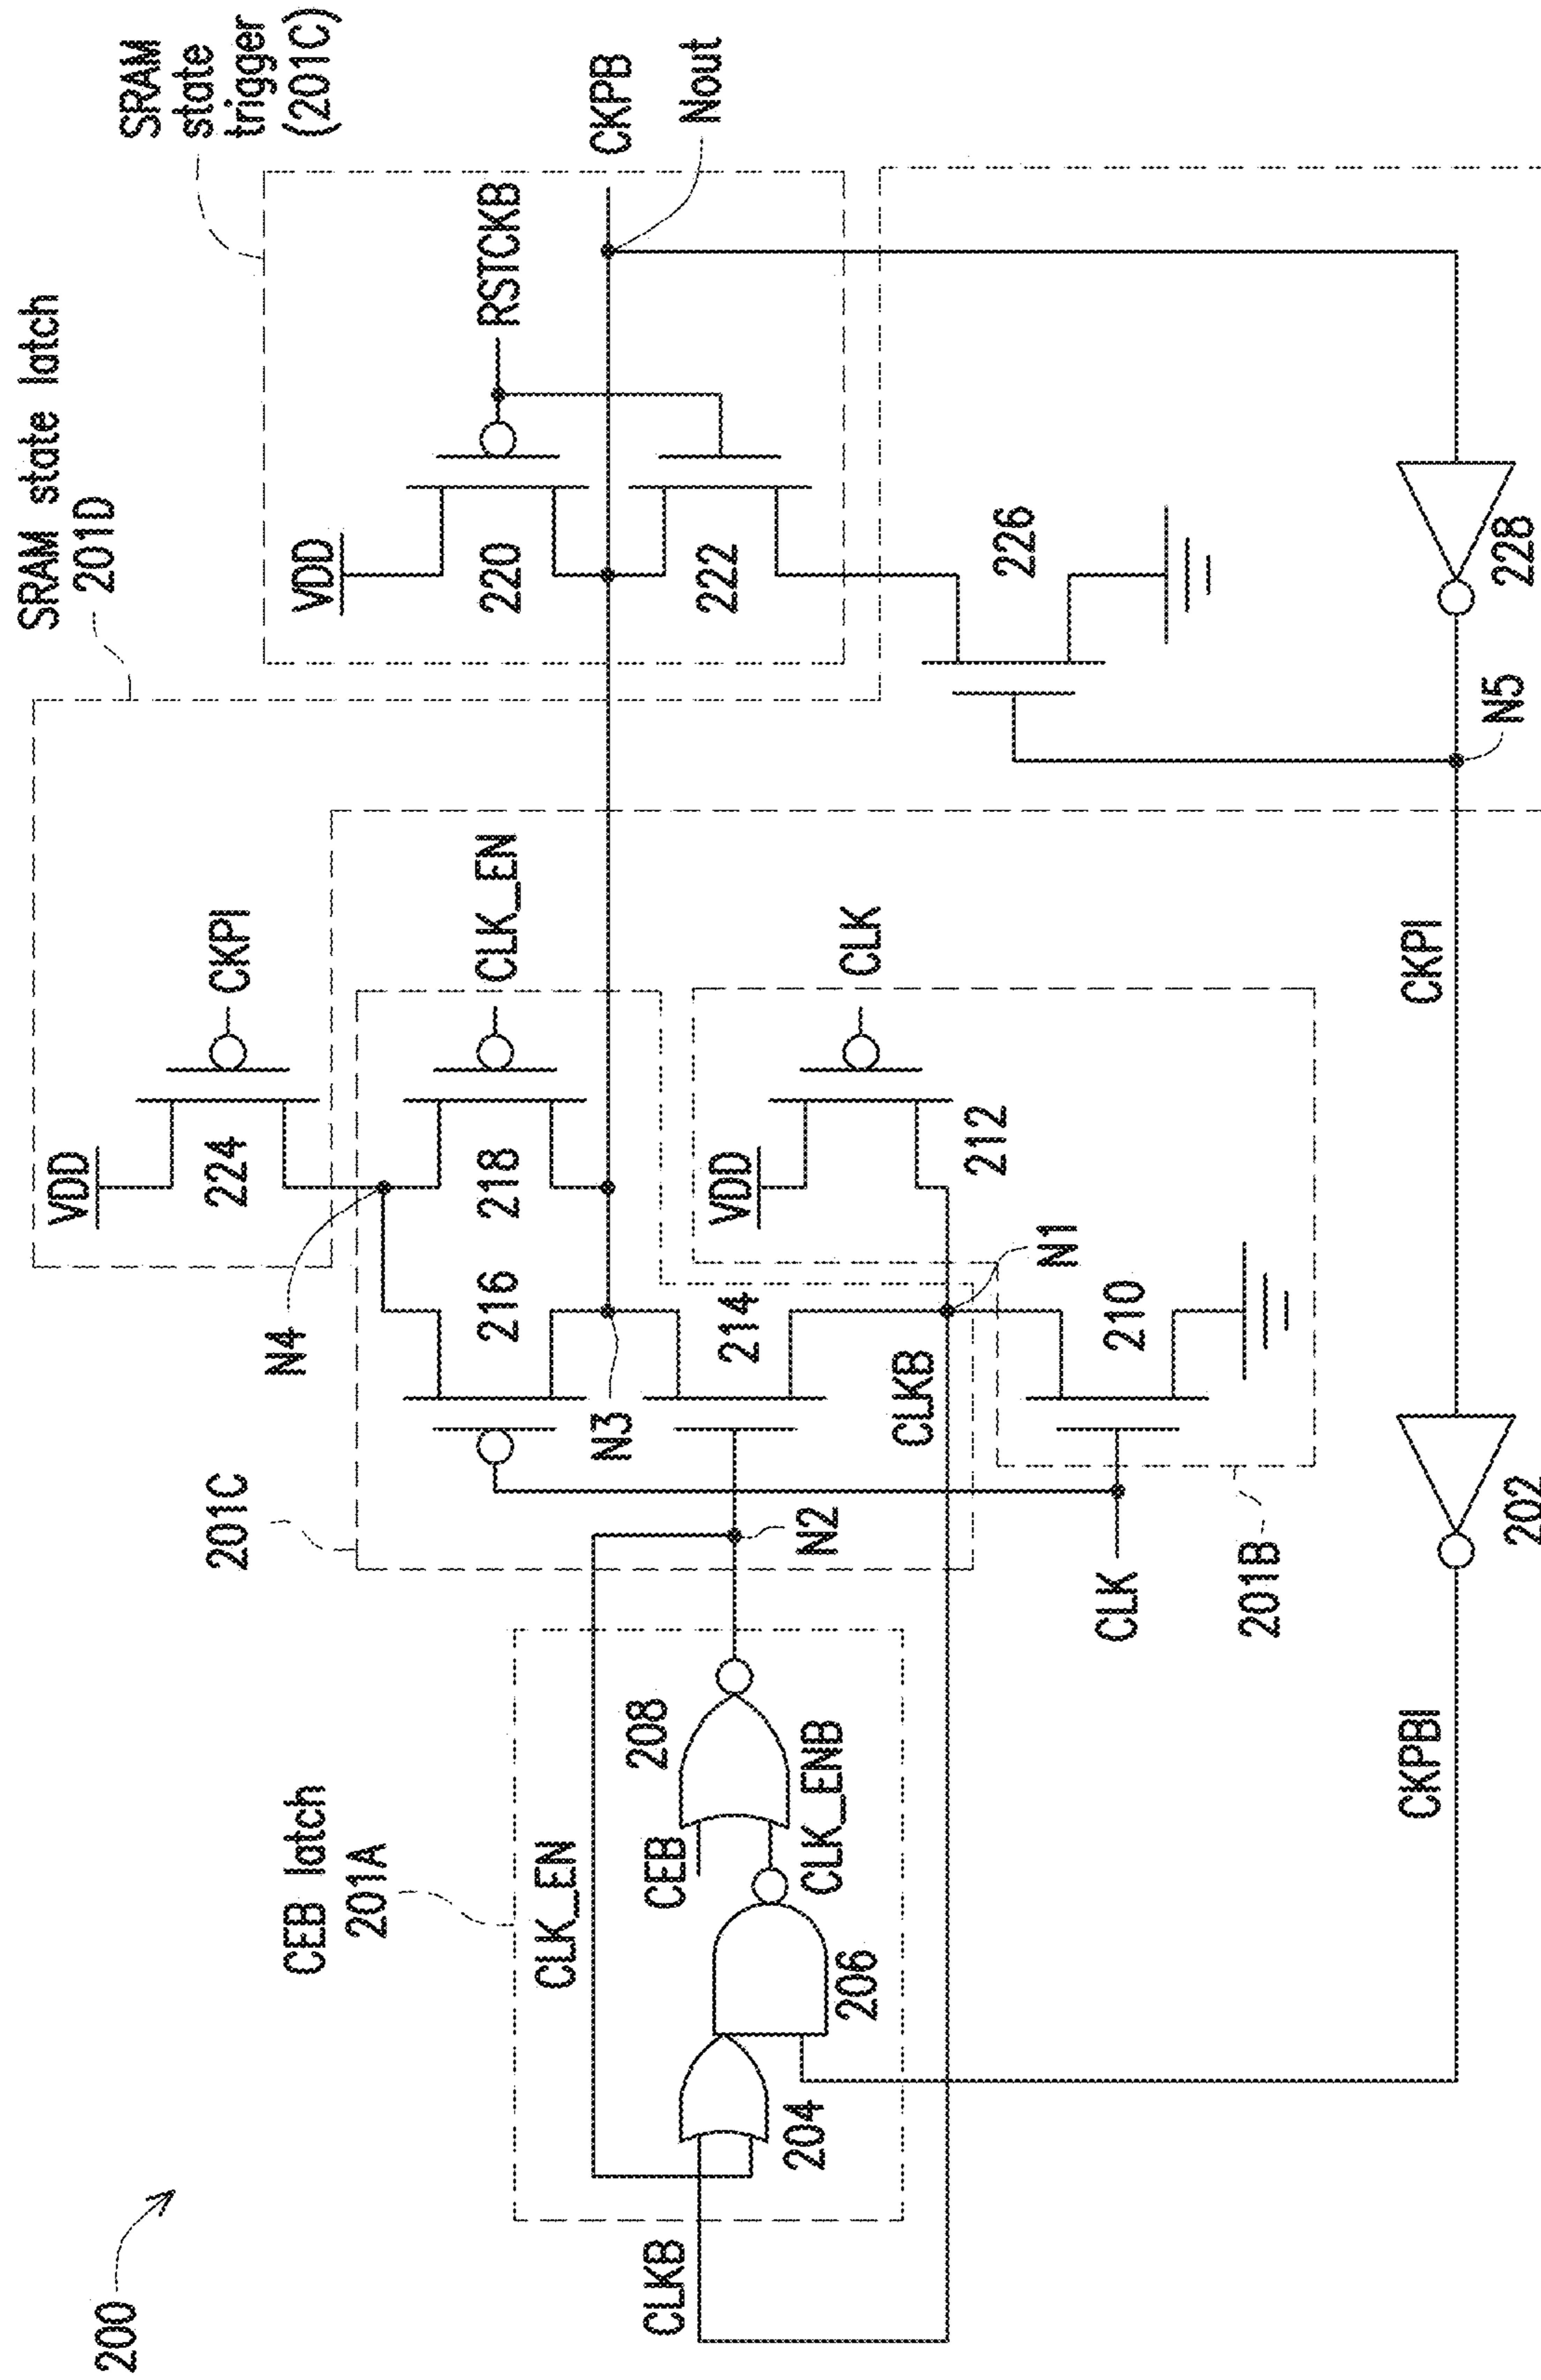 200
SRAM state latch
201D
SRAM
state
trigger
(201C)
VDD
CKPI
224
N4
201C
216
218
CLK_EN
VDD
220
RSTCKB
CKPB
Nout
222
N3
CEB latch
201A
CLK_EN
CLKB
204
206
CEB
208
CLK_ENB
N2
214
CLKB
VDD
CLK
212
N1
210
CLK
201B
226
CKPBI
202
CKPI
N5
228